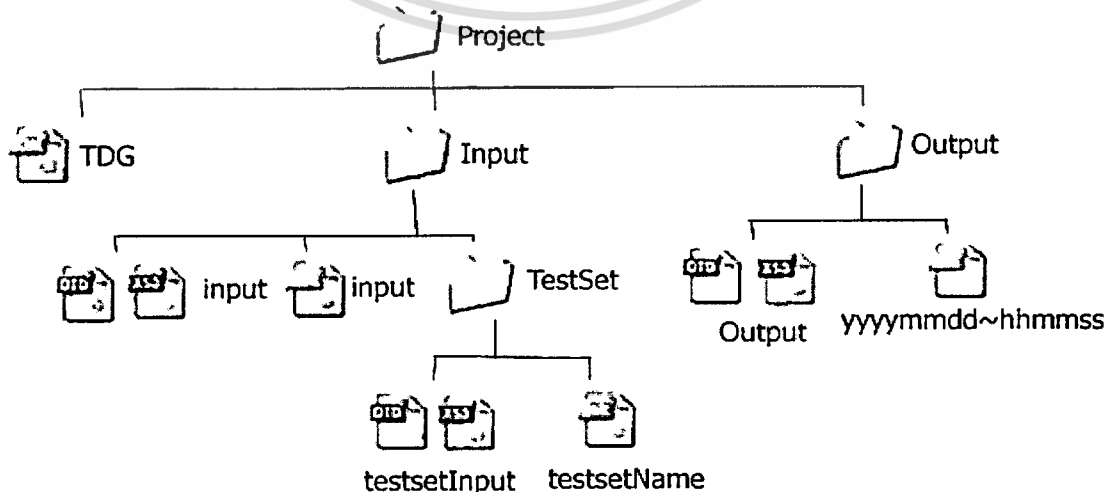 Project
TDG
Input
Output
input
input
TestSet
Output
yyyymmdd~hhmmss
testsetInput
testsetName